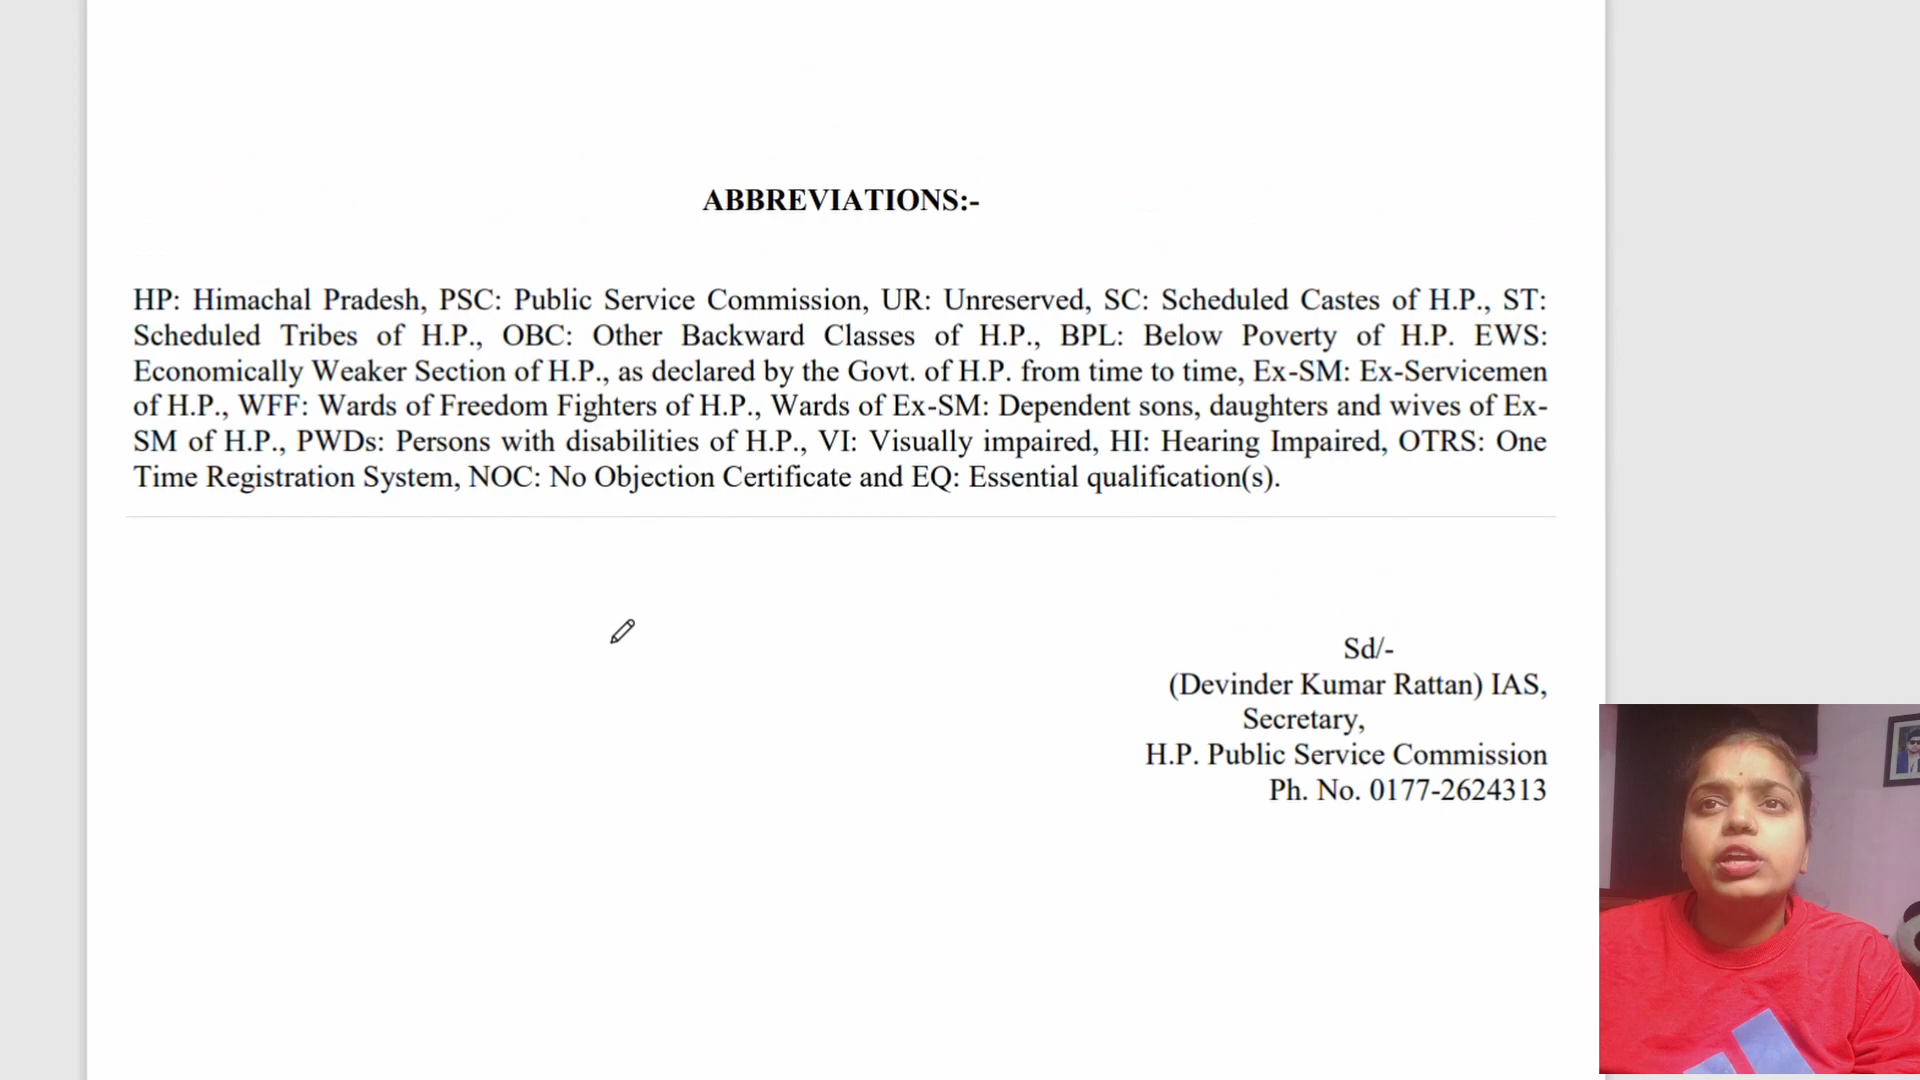 ABBREVIATIONS:-
HP: Himachal Pradesh, PSC: Public Service Commission, UR: Unreserved, SC: Scheduled Castes of H.P., ST:
Scheduled Tribes of H.P., OBC: Other Backward Classes of H.P., BPL: Below Poverty of H.P. EWS:
Economically Weaker Section of H.P., as declared by the Govt. of H.P. from time to time, Ex-SM: Ex-Servicemen
of H.P., WFF: Wards of Freedom Fighters of H.P., Wards of Ex-SM: Dependent sons, daughters and wives of Ex-
SM of H.P., PWDs: Persons with disabilities of H.P., VI: Visually impaired, HI: Hearing Impaired, OTRS: One
Time Registration System, NOC: No Objection Certificate and EQ: Essential qualification(s).
Sd/-
(Devinder Kumar Rattan) IAS,
Secretary,
H.P. Public Service Commission
Ph. No. 0177-2624313